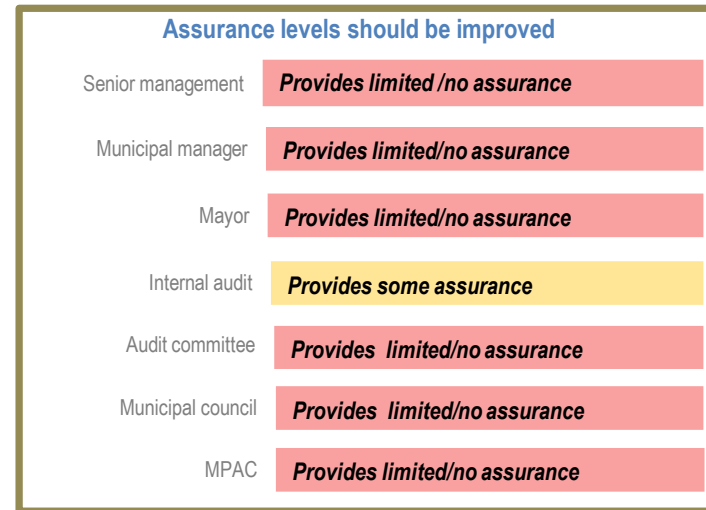 Assurance levels should be improved
Senior management Provides limited /no assurance
Municipal manager Provides limited/no assurance
Mayor Provides limited/no assurance
Internal audit Provides some assurance
Audit committee Provides limited/no assurance
Municipal council Provides limited/no assurance
MPAC Provides limited/no assurance